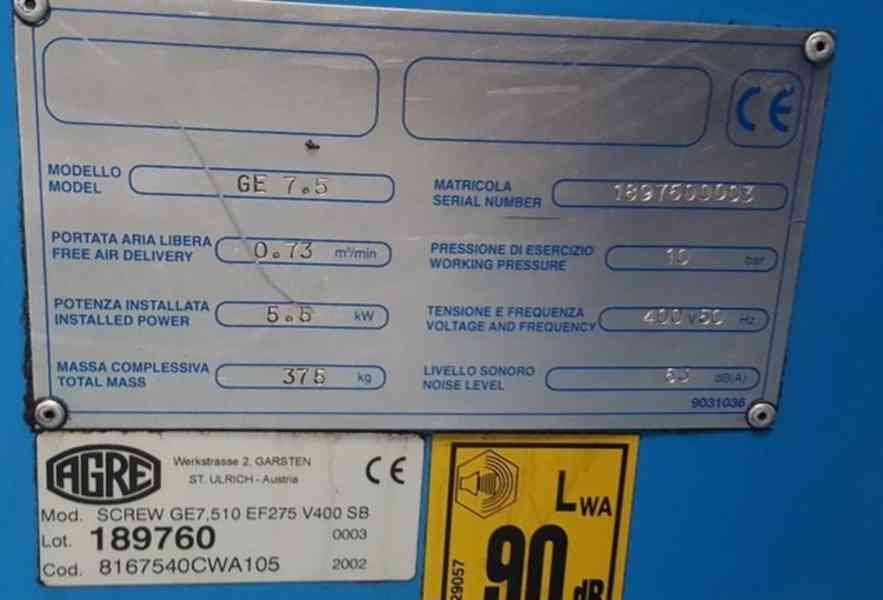 CE
MODELLO
MODEL
GE 7.5
MATRICOLA
SERIAL NUMBER
1897600003
PORTATA ARIA LIBERA
FREE AIR DELIVERY
0.73 m³/min
PRESSIONE DI ESERCIZIO
WORKING PRESSURE
10 bar
POTENZA INSTALLATA
INSTALLED POWER
5.5 kW
TENSIONE E FREQUENZA
VOLTAGE AND FREQUENCY
400 V 50 Hz
MASSA COMPLESSIVA
TOTAL MASS
375 kg
LIVELLO SONORO
NOISE LEVEL
dB(A)
9031036
AGRE
Werkstrasse 2, GARSTEN
ST. ULRICH - Austria
CE
Mod. SCREW GE7,510 EF275 V400 SB
Lot. 189760 0003
Cod. 8167540CWA105 2002
LWA
90 dB
29057